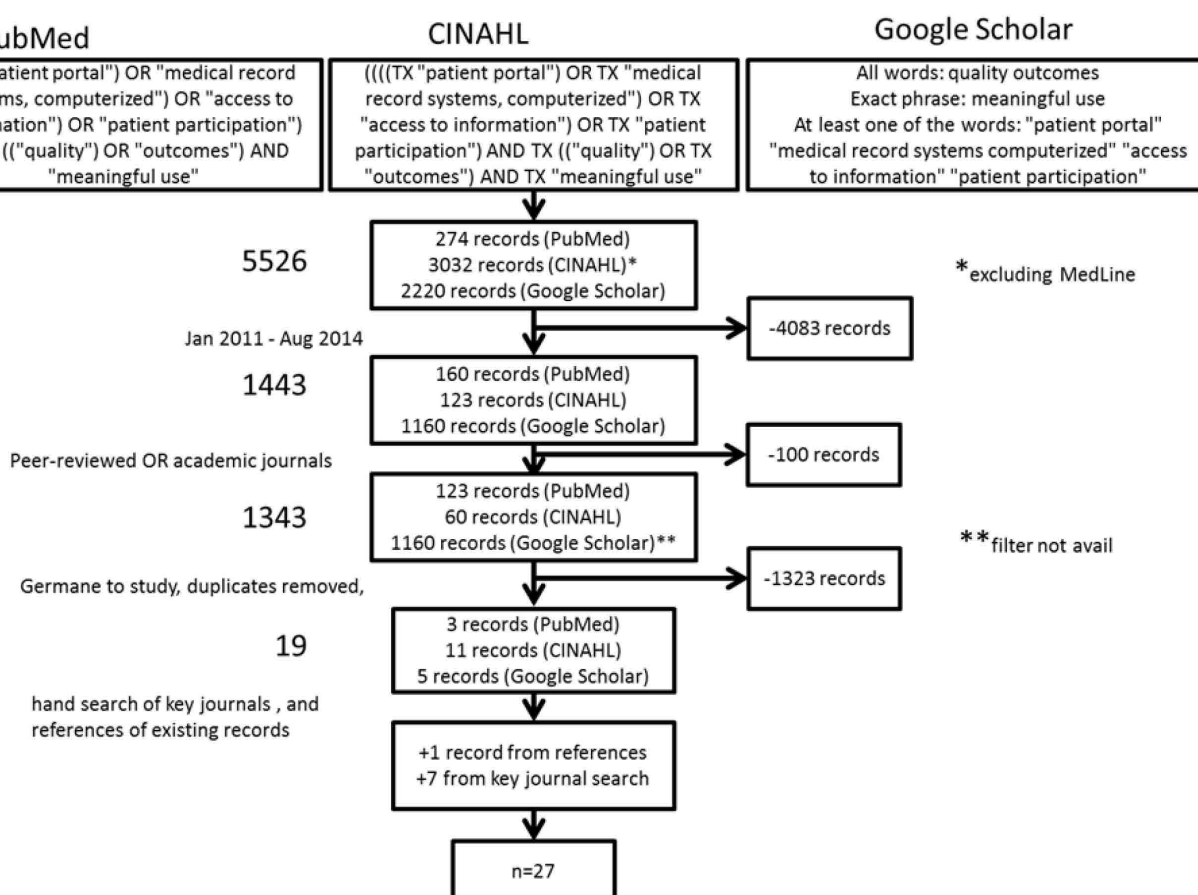 ubMed
CINAHL
Google Scholar
atient portal") OR "medical record
ms, computerized") OR "access to
nation") OR "patient participation")
(("quality") OR "outcomes") AND
"meaningful use"
((((TX "patient portal") OR TX "medical
record systems, computerized") OR TX
"access to information") OR TX "patient
participation") AND TX (("quality") OR TX
"outcomes") AND TX "meaningful use"
All words: quality outcomes
Exact phrase: meaningful use
At least one of the words: "patient portal"
"medical record systems computerized" "access
to information" "patient participation"
5526
274 records (PubMed)
3032 records (CINAHL)*
2220 records (Google Scholar)
*excluding MedLine
-4083 records
Jan 2011 - Aug 2014
1443
160 records (PubMed)
123 records (CINAHL)
1160 records (Google Scholar)
-100 records
Peer-reviewed OR academic journals
1343
123 records (PubMed)
60 records (CINAHL)
1160 records (Google Scholar)**
**filter not avail
-1323 records
Germane to study, duplicates removed,
19
3 records (PubMed)
11 records (CINAHL)
5 records (Google Scholar)
hand search of key journals , and
references of existing records
+1 record from references
+7 from key journal search
n=27